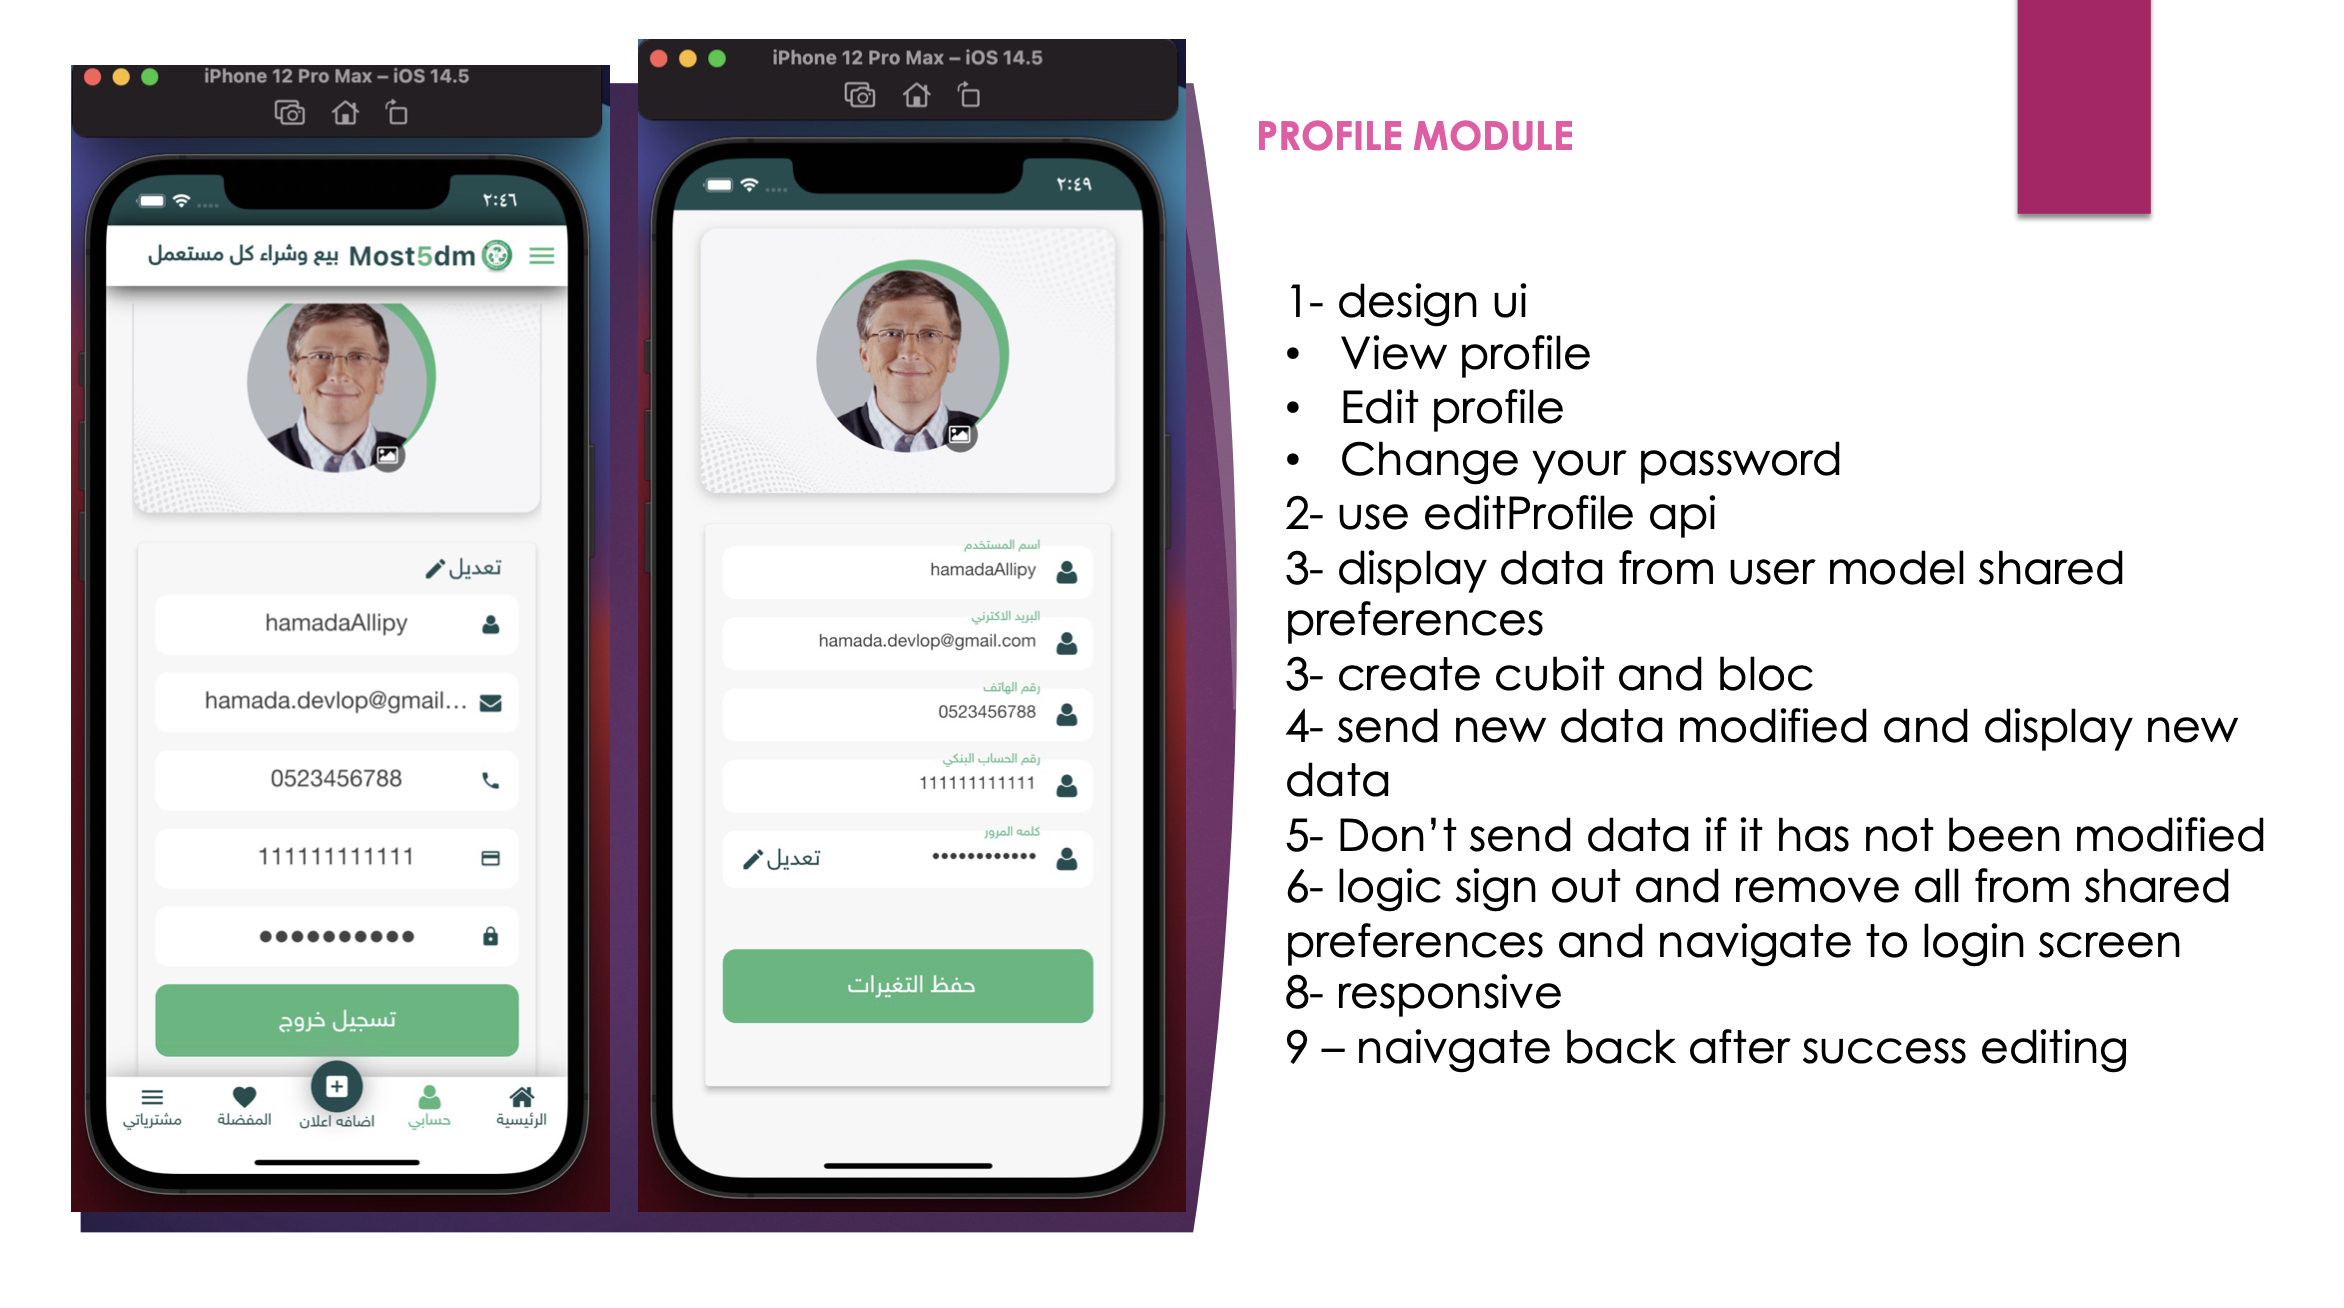 iPhone 12 Pro Max – iOS 14.5
٢:٤٦
Most5dm بيع وشراء كل مستعمل
تعديل
hamadaAllipy
hamada.devlop@gmail...
0523456788
111111111111
●●●●●●●●●●
تسجيل خروج
الرئيسية
حسابي
اضافه اعلان
المفضلة
مشترياتي
iPhone 12 Pro Max – iOS 14.5
٢:٤٩
اسم المستخدم
hamadaAllipy
البريد الاكترني
hamada.devlop@gmail.com
رقم الهاتف
0523456788
رقم الحساب البنكي
111111111111
كلمه المرور
••••••••••••
تعديل
حفظ التغيرات
PROFILE MODULE
1- design ui
• View profile
• Edit profile
• Change your password
2- use editProfile api
3- display data from user model shared
preferences
3- create cubit and bloc
4- send new data modified and display new
data
5- Don’t send data if it has not been modified
6- logic sign out and remove all from shared
preferences and navigate to login screen
8- responsive
9 – naivgate back after success editing